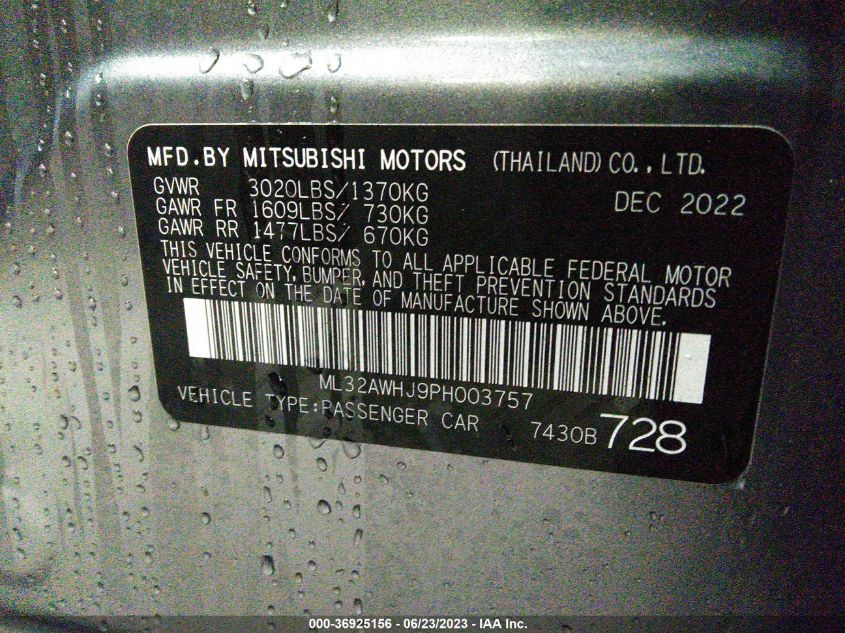 MFD.BY MITSUBISHI MOTORS (THAILAND) CO.,LTD.
GVWR 3020LBS/1370KG DEC 2022
GAWR FR 1609LBS/ 730KG
GAWR RR 1477LBS/ 670KG
THIS VEHICLE CONFORMS TO ALL APPLICABLE FEDERAL MOTOR
VEHICLE SAFETY, BUMPER, AND THEFT PREVENTION STANDARDS
IN EFFECT ON THE DATE OF MANUFACTURE SHOWN ABOVE.
ML32AWHJ9PH003757
VEHICLE TYPE:PASSENGER CAR 7430B 728
000-36925156 - 06/23/2023 - IAA Inc.